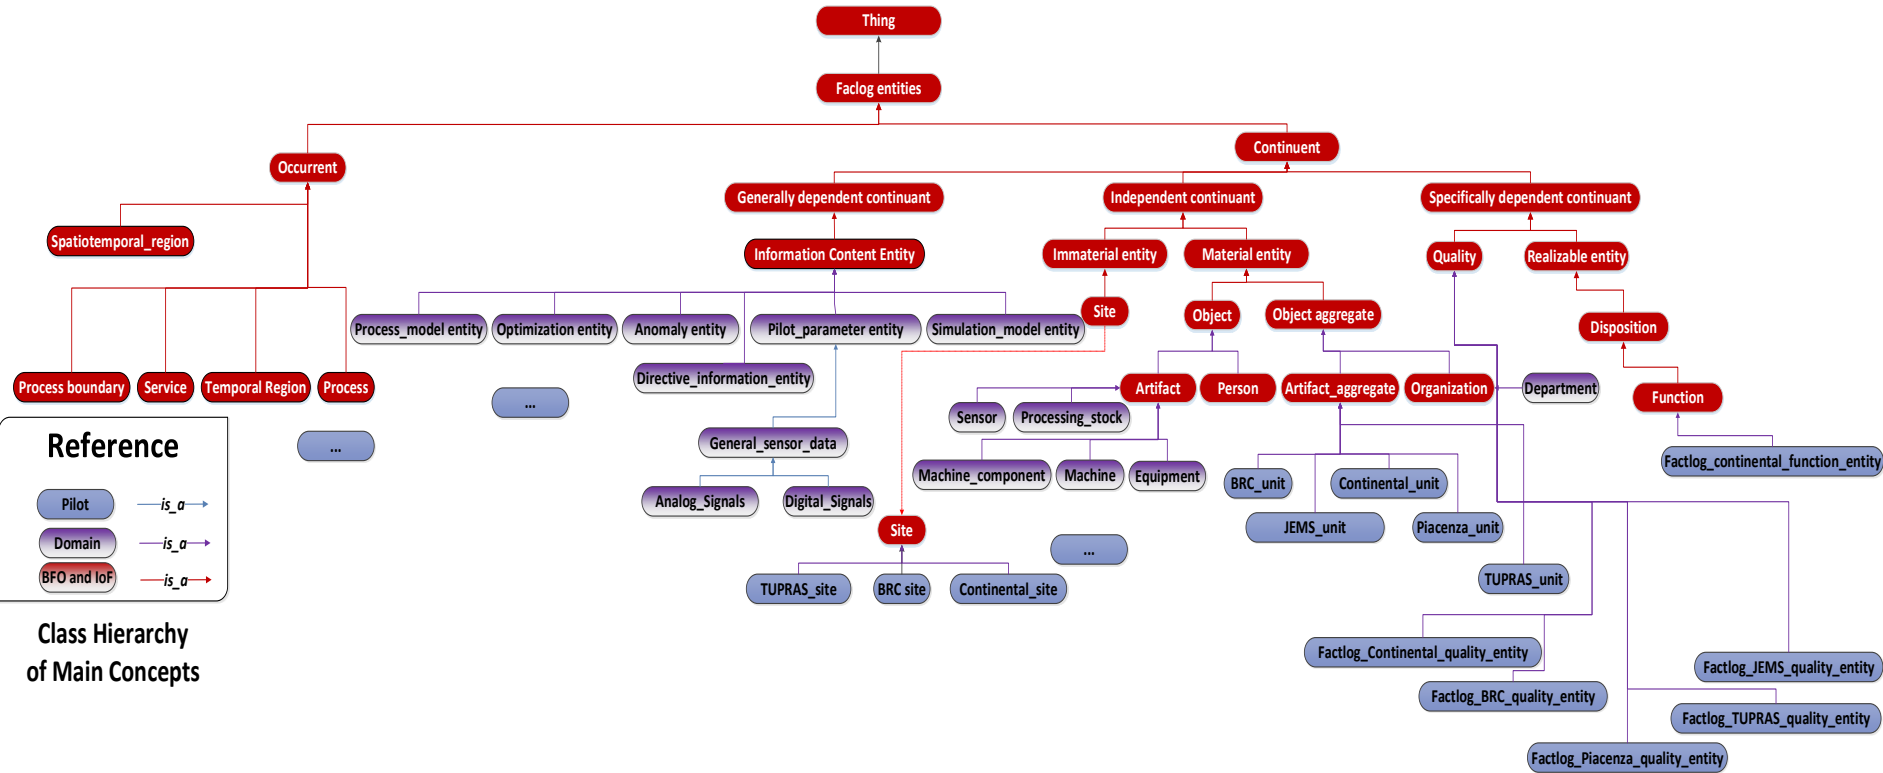 Thing
Faclog entities
Continuent
Occurrent
Generally dependent continuant
Independent continuant
Specifically dependent continuant
Spatiotemporal_region
Information Content Entity
Immaterial entity
Material entity
Quality
Realizable entity
Site
Object
Object aggregate
Disposition
Process_model entity
Optimization entity
Anomaly entity
Pilot_parameter entity
Simulation_model entity
Directive_information_entity
Process boundary
Service
Temporal Region
Process
Artifact
Person
Artifact_aggregate
Organization
Department
Function
...
Sensor
Processing_stock
...
General_sensor_data
Factlog_continental_function_entity
Machine_component
Machine
Equipment
BRC_unit
Continental_unit
Analog_Signals
Digital_Signals
JEMS_unit
Piacenza_unit
Site
...
TUPRAS_unit
TUPRAS_site
BRC site
Continental_site
Factlog_Continental_quality_entity
Factlog_JEMS_quality_entity
Factlog_BRC_quality_entity
Factlog_TUPRAS_quality_entity
Factlog_Piacenza_quality_entity
Reference
Pilot
is_a
Domain
is_a
BFO and IoF
is_a
Class Hierarchy
of Main Concepts